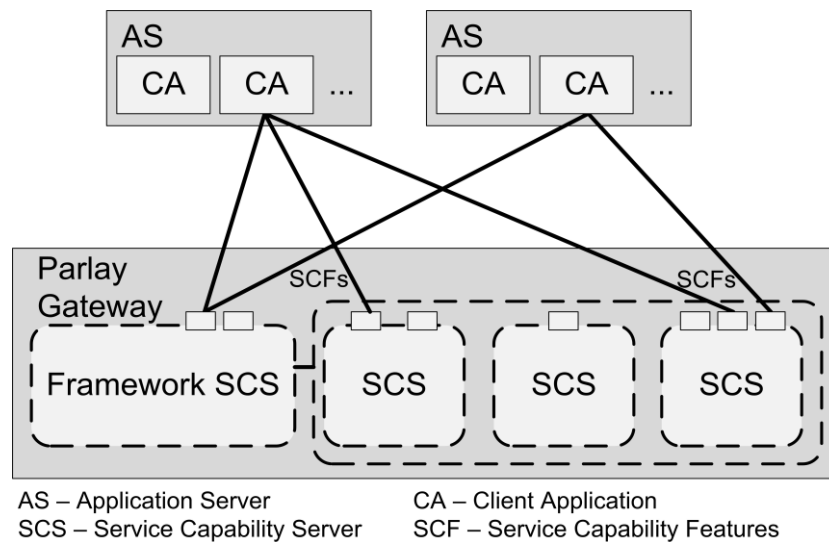 AS AS
CA CA ... CA CA ...
Parlay
Gateway
SCFs SCFs
Framework SCS SCS SCS SCS
AS – Application Server CA – Client Application
SCS – Service Capability Server SCF – Service Capability Features